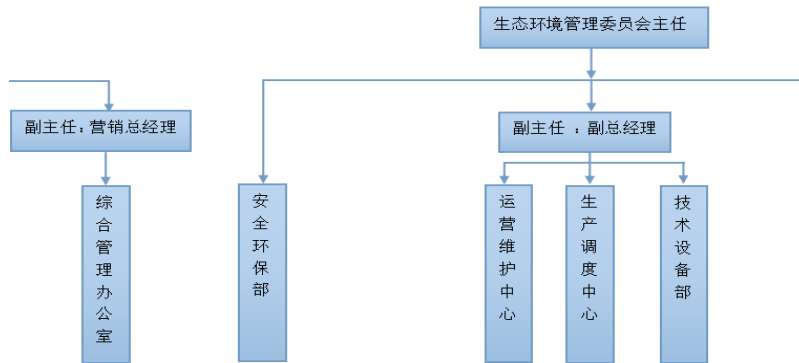 生态环境管理委员会主任
副主任：营销总经理
副主任 ：副总经理
综合管理办公室
安全环保部
运营维护中心
生产调度中心
技术设备部